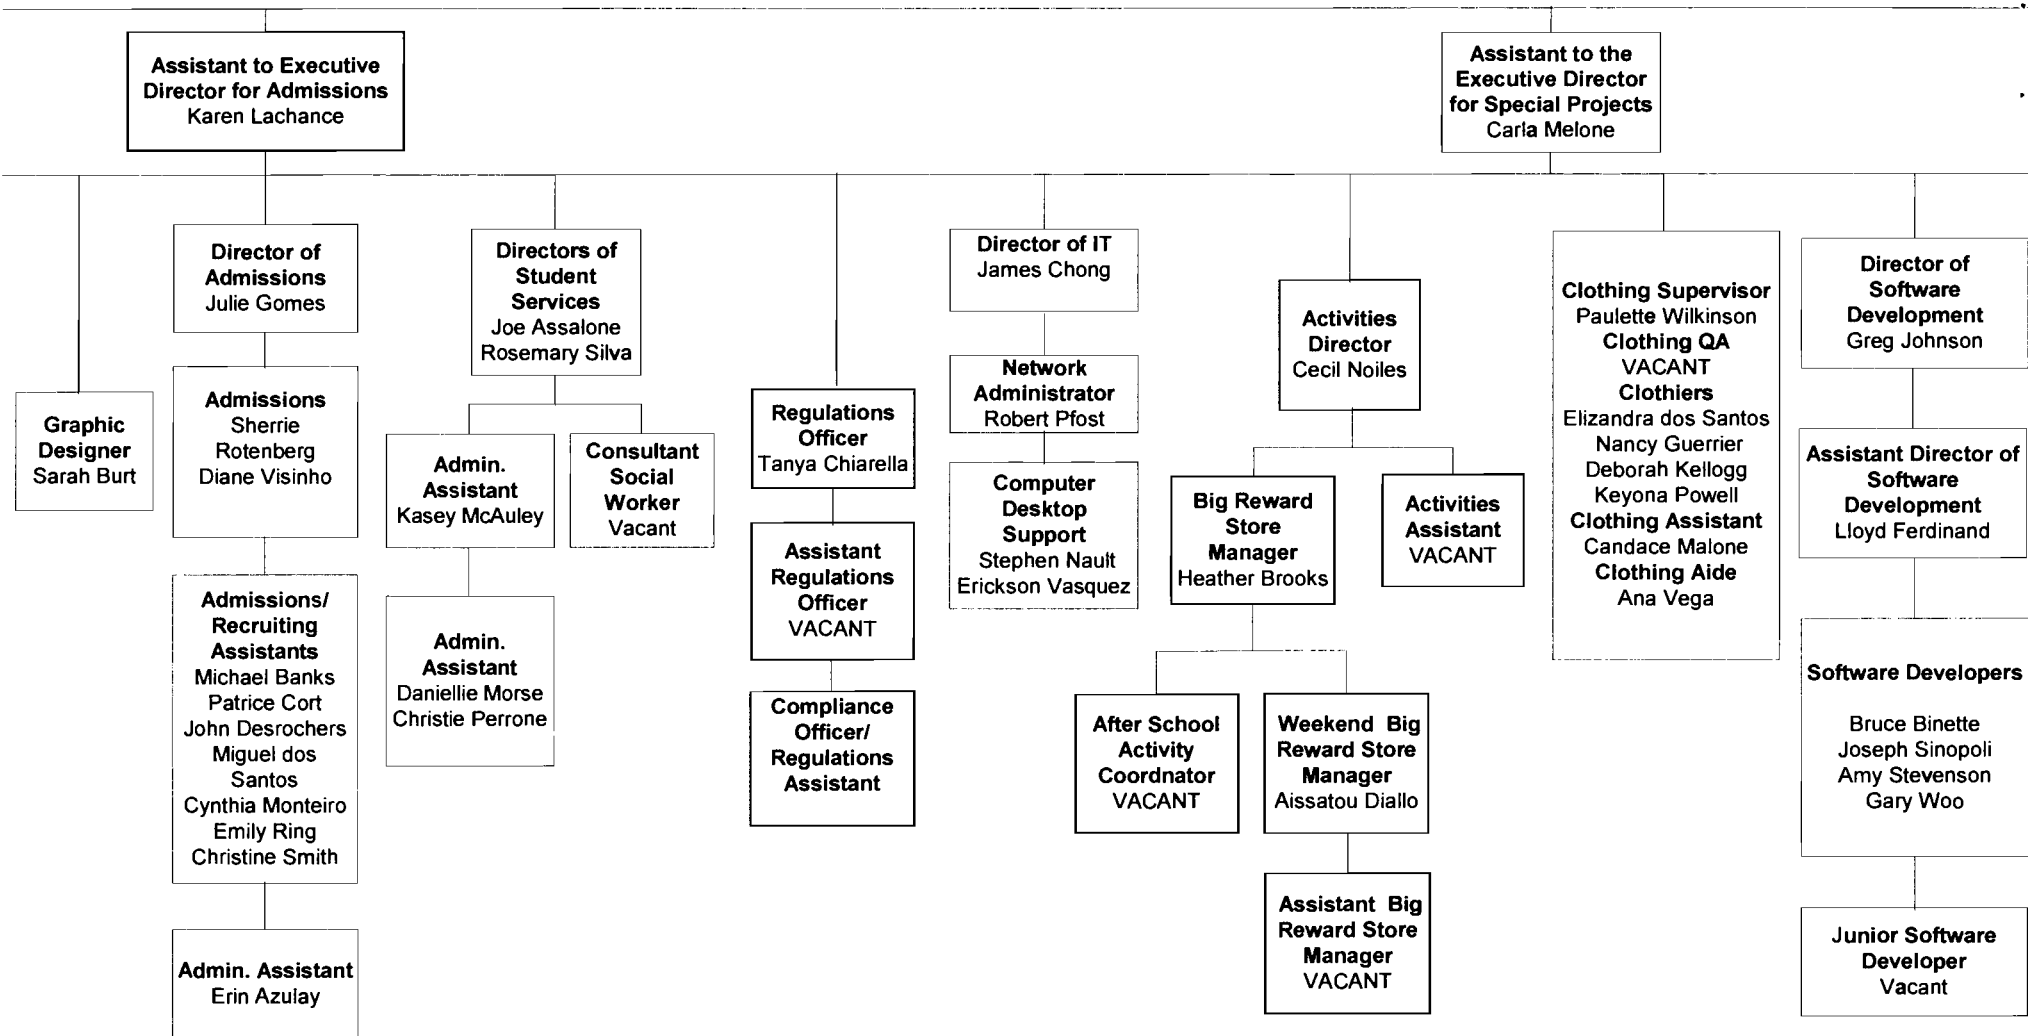 Assistant to Executive
Director for Admissions
Karen Lachance
Assistant to the
Executive Director
for Special Projects
Carla Melone
Graphic
Designer
Sarah Burt
Director of
Admissions
Julie Gomes
Admissions
Sherrie
Rotenberg
Diane Visinho
Admissions/
Recruiting
Assistants
Michael Banks
Patrice Cort
John Desrochers
Miguel dos
Santos
Cynthia Monteiro
Emily Ring
Christine Smith
Admin. Assistant
Erin Azulay
Directors of
Student
Services
Joe Assalone
Rosemary Silva
Admin.
Assistant
Kasey McAuley
Consultant
Social
Worker
Vacant
Admin.
Assistant
Daniellie Morse
Christie Perrone
Regulations
Officer
Tanya Chiarella
Assistant
Regulations
Officer
VACANT
Compliance
Officer/
Regulations
Assistant
Director of IT
James Chong
Network
Administrator
Robert Pfost
Computer
Desktop
Support
Stephen Nault
Erickson Vasquez
Activities
Director
Cecil Noiles
Big Reward
Store
Manager
Heather Brooks
Activities
Assistant
VACANT
After School
Activity
Coordnator
VACANT
Weekend Big
Reward Store
Manager
Aissatou Diallo
Assistant Big
Reward Store
Manager
VACANT
Clothing Supervisor
Paulette Wilkinson
Clothing QA
VACANT
Clothiers
Elizandra dos Santos
Nancy Guerrier
Deborah Kellogg
Keyona Powell
Clothing Assistant
Candace Malone
Clothing Aide
Ana Vega
Director of
Software
Development
Greg Johnson
Assistant Director of
Software
Development
Lloyd Ferdinand
Software Developers
Bruce Binette
Joseph Sinopoli
Amy Stevenson
Gary Woo
Junior Software
Developer
Vacant